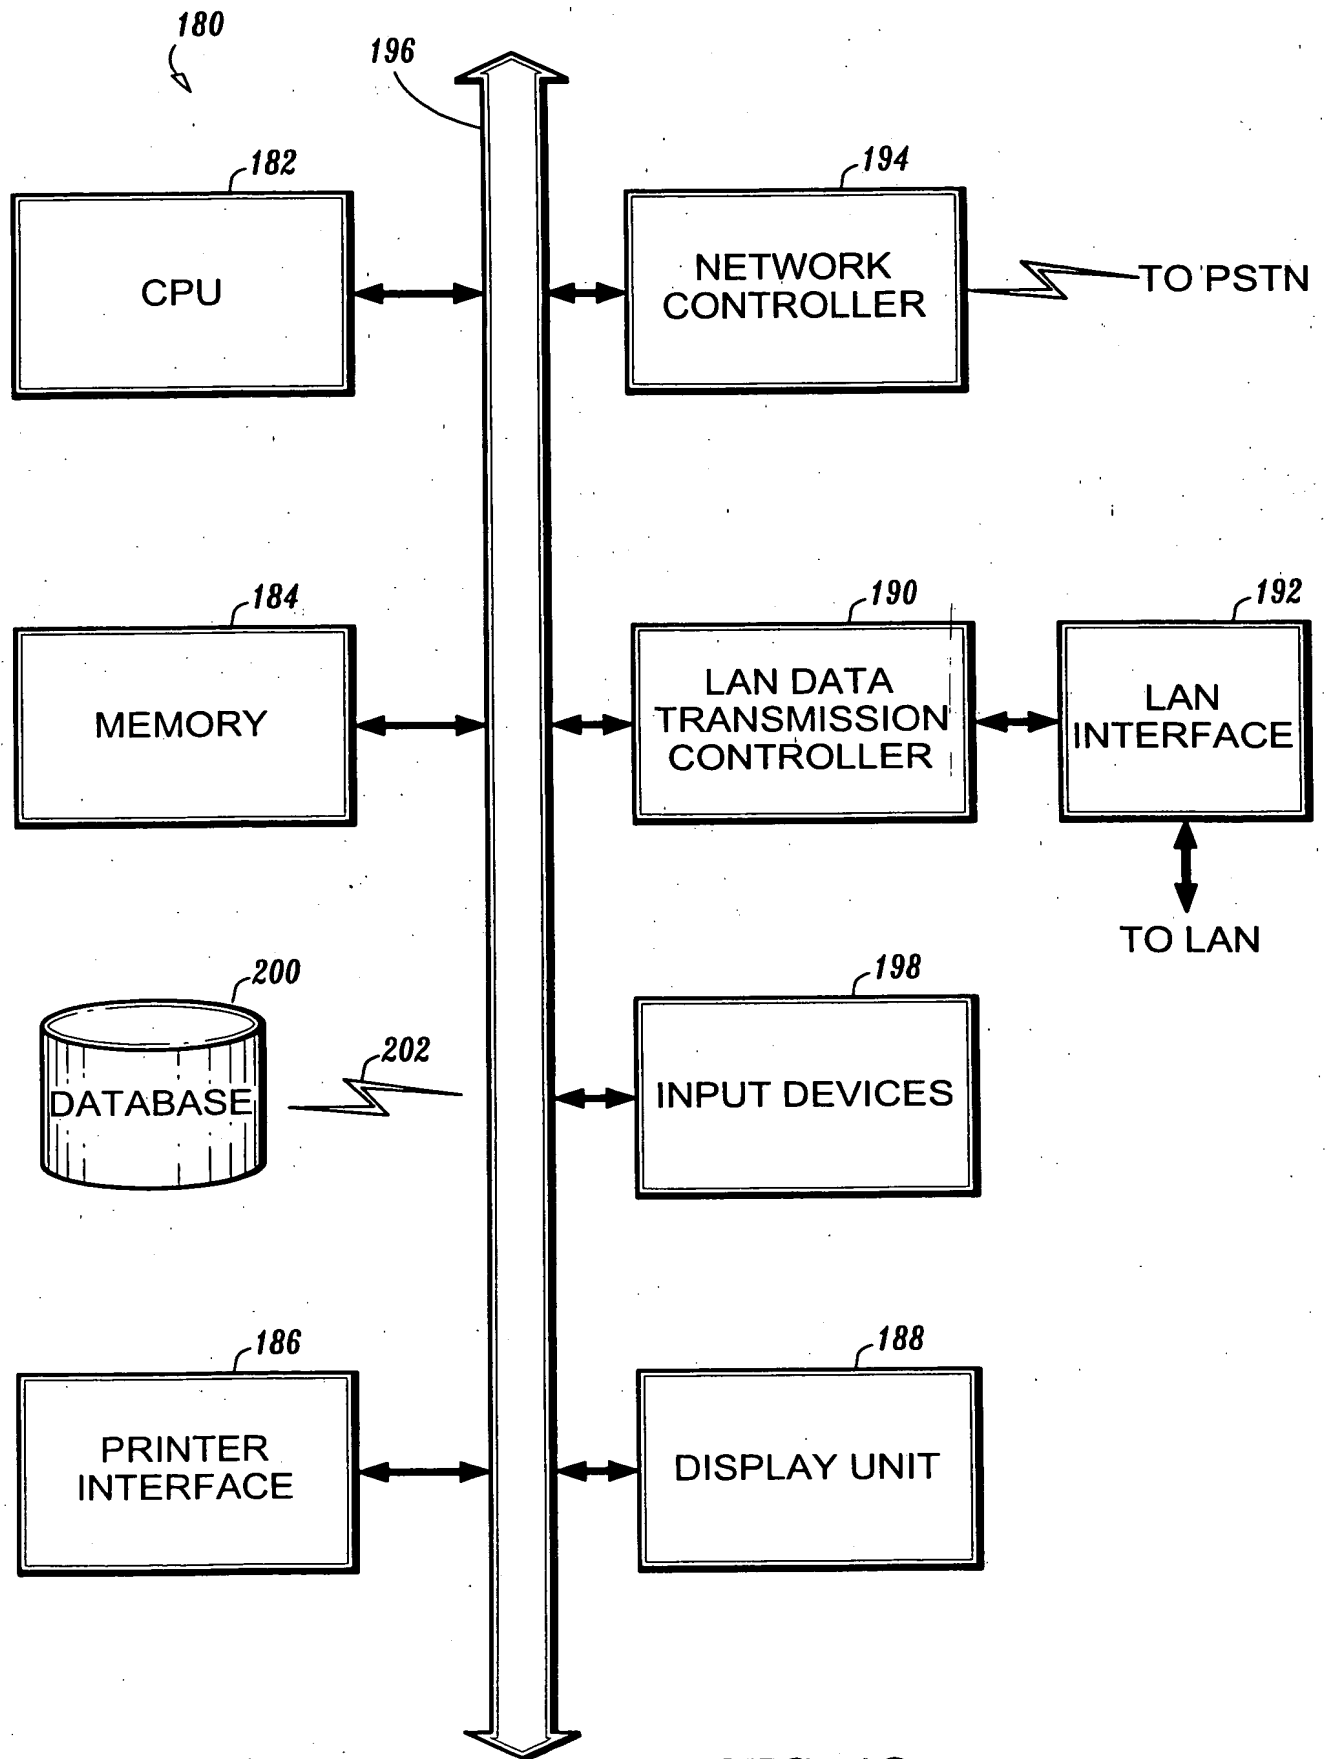 180
196
182
CPU
194
NETWORK
CONTROLLER
TO PSTN
184
MEMORY
190
LAN DATA
TRANSMISSION
CONTROLLER
192
LAN
INTERFACE
TO LAN
200
DATABASE
202
198
INPUT DEVICES
186
PRINTER
INTERFACE
188
DISPLAY UNIT